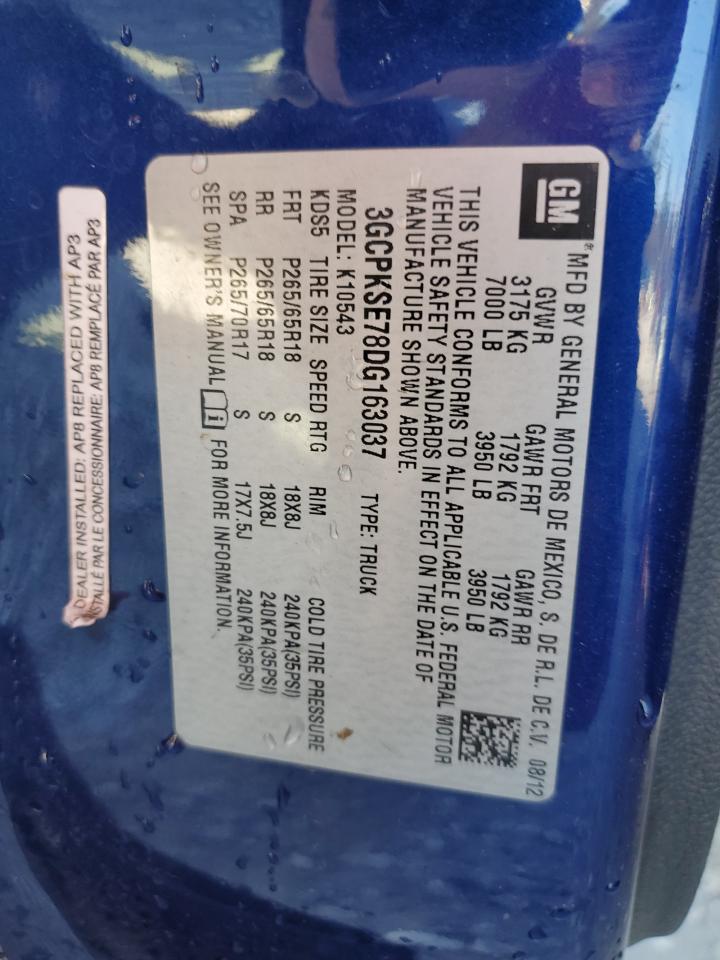 GM
® MFD BY GENERAL MOTORS DE MEXICO, S. DE R.L. DE C.V. 08/12
GVWR GAWR FRT GAWR RR
3175 KG 1792 KG 1792 KG
7000 LB 3950 LB 3950 LB
THIS VEHICLE CONFORMS TO ALL APPLICABLE U.S. FEDERAL MOTOR
VEHICLE SAFETY STANDARDS IN EFFECT ON THE DATE OF
MANUFACTURE SHOWN ABOVE.
3GCPKSE78DG163037 TYPE: TRUCK
MODEL: K10543
KDS5 TIRE SIZE SPEED RTG RIM COLD TIRE PRESSURE
FRT P265/65R18 S 18X8J 240KPA(35PSI)
RR P265/65R18 S 18X8J 240KPA(35PSI)
SPA P265/70R17 S 17X7.5J 240KPA(35PSI)
SEE OWNER'S MANUAL i FOR MORE INFORMATION.
DEALER INSTALLED: AP8 REPLACED WITH AP3
INSTALLÉ PAR LE CONCESSIONNAIRE: AP8 REMPLACÉ PAR AP3